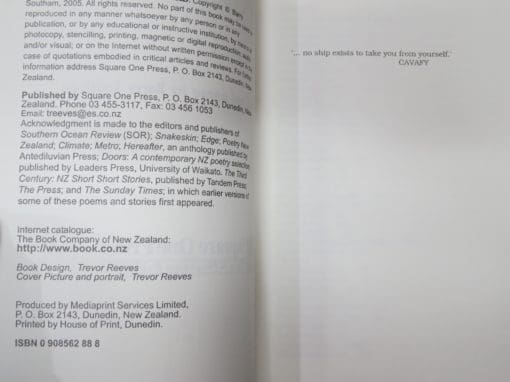 Copyright © Barry
Southam, 2005. All rights reserved. No part of this book may be
reproduced in any manner whatsoever by any person or in any
publication, or by any educational or instructive institution, by
photocopy, stencilling, printing, magnetic or digital reproduction, audio
and/or visual; or on the Internet without written permission except in
case of quotations embodied in critical articles and reviews. For
information address Square One Press, P. O. Box 2143, Dunedin, New
Zealand.
Published by Square One Press, P. O. Box 2143, Dunedin, New
Zealand. Phone 03 455-3117, Fax: 03 456 1053
Email: treeves@es.co.nz
Acknowledgment is made to the editors and publishers of
Southern Ocean Review (SOR); Snakeskin; Edge; Poetry New
Zealand; Climate; Metro; Hereafter, an anthology published by
Antediluvian Press; Doors: A contemporary NZ poetry selection
published by Leaders Press, University of Waikato. The Third
Century: NZ Short Short Stories, published by Tandem Press;
The Press; and The Sunday Times; in which earlier versions of
some of these poems and stories first appeared.
Internet catalogue:
The Book Company of New Zealand:
http://www.book.co.nz
Book Design, Trevor Reeves
Cover Picture and portrait, Trevor Reeves
Produced by Mediaprint Services Limited,
P. O. Box 2143, Dunedin, New Zealand.
Printed by House of Print, Dunedin.
ISBN 0 908562 88 8
'... no ship exists to take you from yourself.'
CAVAFY